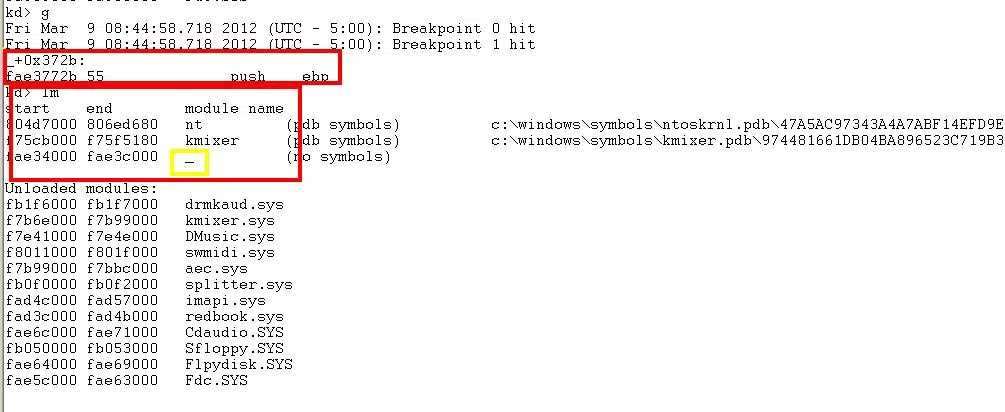 kd> g
Fri Mar  9 08:44:58.718 2012 (UTC - 5:00): Breakpoint 0 hit
Fri Mar  9 08:44:58.718 2012 (UTC - 5:00): Breakpoint 1 hit
_+0x372b:
fae3772b 55              push    ebp
kd> lm
start    end        module name
804d7000 806ed680   nt         (pdb symbols)          c:\windows\symbols\ntoskrnl.pdb\47A5AC97343A4A7ABF14EFD9E
f75cb000 f75f5180   kmixer     (pdb symbols)          c:\windows\symbols\kmixer.pdb\974481661DB04BA896523C719B3
fae34000 fae3c000   _          (no symbols)
Unloaded modules:
fb1f6000 fb1f7000   drmkaud.sys
f7b6e000 f7b99000   kmixer.sys
f7e41000 f7e4e000   DMusic.sys
f8011000 f801f000   swmidi.sys
f7b99000 f7bbc000   aec.sys
fb0f0000 fb0f2000   splitter.sys
fad4c000 fad57000   imapi.sys
fad3c000 fad4b000   redbook.sys
fae6c000 fae71000   Cdaudio.SYS
fb050000 fb053000   Sfloppy.SYS
fae64000 fae69000   Flpydisk.SYS
fae5c000 fae63000   Fdc.SYS